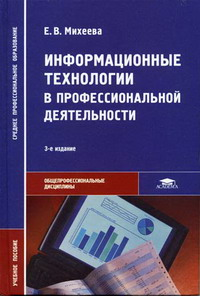 Е. В. Михеева
ИНФОРМАЦИОННЫЕ
ТЕХНОЛОГИИ
В ПРОФЕССИОНАЛЬНОЙ
ДЕЯТЕЛЬНОСТИ
3-е издание
ОБЩЕПРОФЕССИОНАЛЬНЫЕ
ДИСЦИПЛИНЫ
ACADEMA
УЧЕБНОЕ ПОСОБИЕ
СРЕДНЕЕ ПРОФЕССИОНАЛЬНОЕ ОБРАЗОВАНИЕ